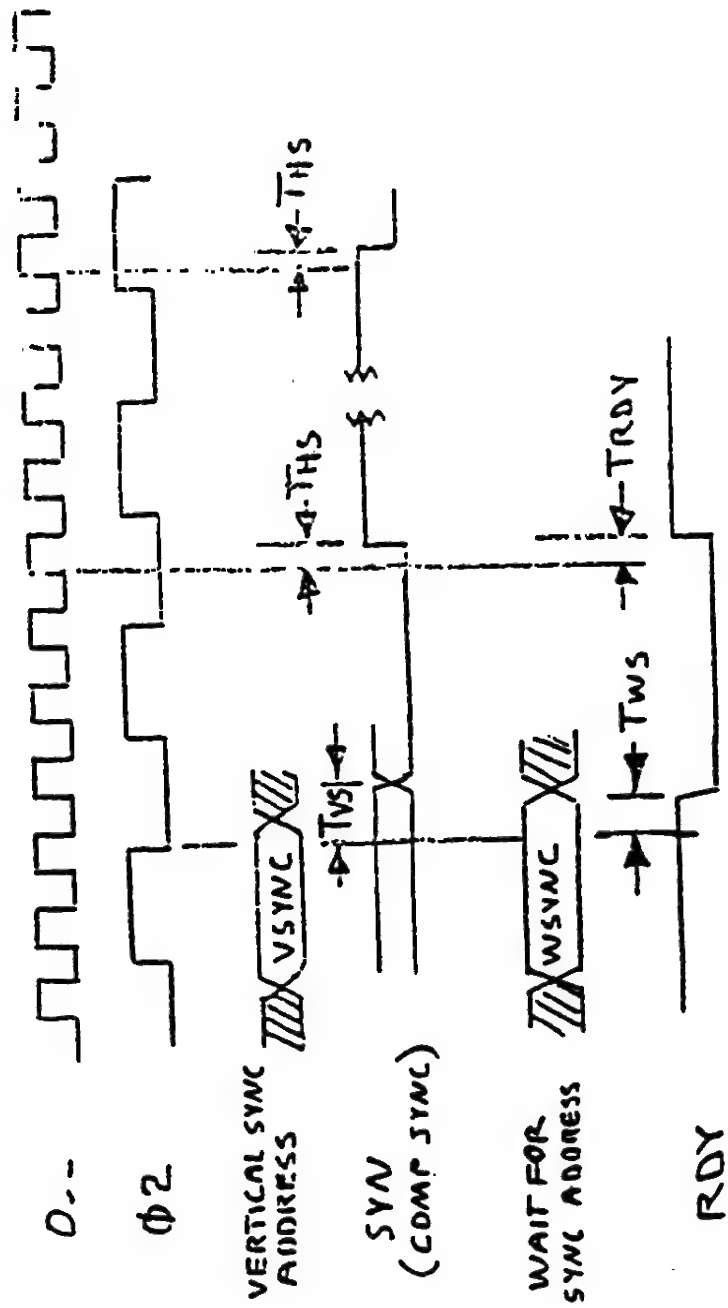 Φ2
VERTICAL SYNC
ADDRESS
VSYNC
TVS
THS
THS
SYN
(COMP SYNC)
WAIT FOR
SYNC ADDRESS
WSYNC
TWS
TRDY
RDY